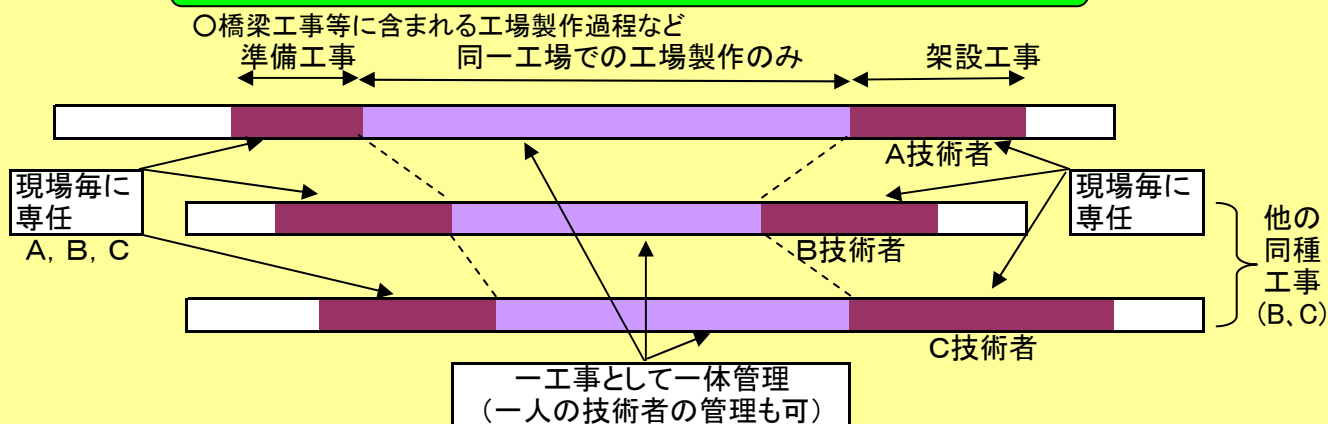 〇橋梁工事等に含まれる工場製作過程など
準備工事
同一工場での工場製作のみ
架設工事
A技術者
現場毎に
専任
A, B, C
現場毎に
専任
B技術者
他の
同種
工事
(B、C)
C技術者
一工事として一体管理
(一人の技術者の管理も可)